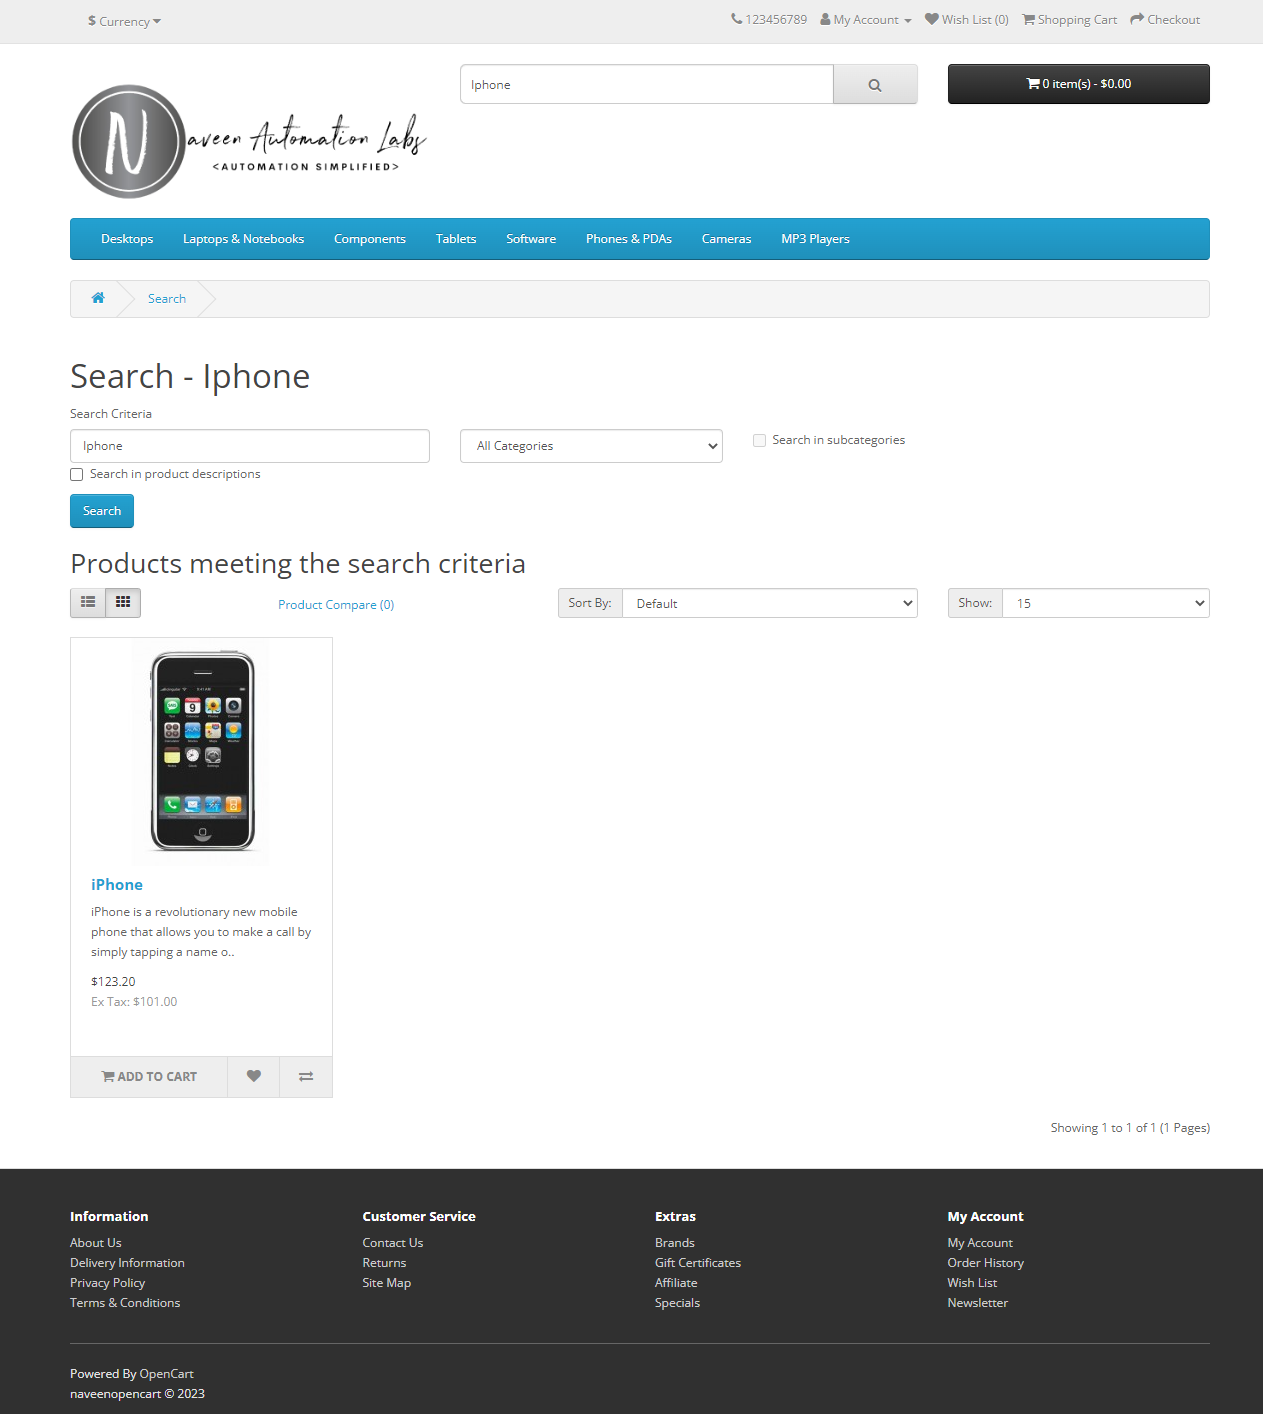 $ Currency
123456789 My Account Wish List (0) Shopping Cart Checkout
Iphone
0 item(s) - $0.00
N
aveen Automation Labs
<AUTOMATION SIMPLIFIED>
Desktops Laptops & Notebooks Components Tablets Software Phones & PDAs Cameras MP3 Players
Search
Search - Iphone
Search Criteria
Iphone
All Categories
Search in subcategories
Search in product descriptions
Search
Products meeting the search criteria
Product Compare (0)
Sort By: Default
Show: 15
iPhone
iPhone is a revolutionary new mobile
phone that allows you to make a call by
simply tapping a name o..
$123.20
Ex Tax: $101.00
ADD TO CART
Showing 1 to 1 of 1 (1 Pages)
Information
About Us
Delivery Information
Privacy Policy
Terms & Conditions
Customer Service
Contact Us
Returns
Site Map
Extras
Brands
Gift Certificates
Affiliate
Specials
My Account
My Account
Order History
Wish List
Newsletter
Powered By OpenCart
naveenopencart © 2023